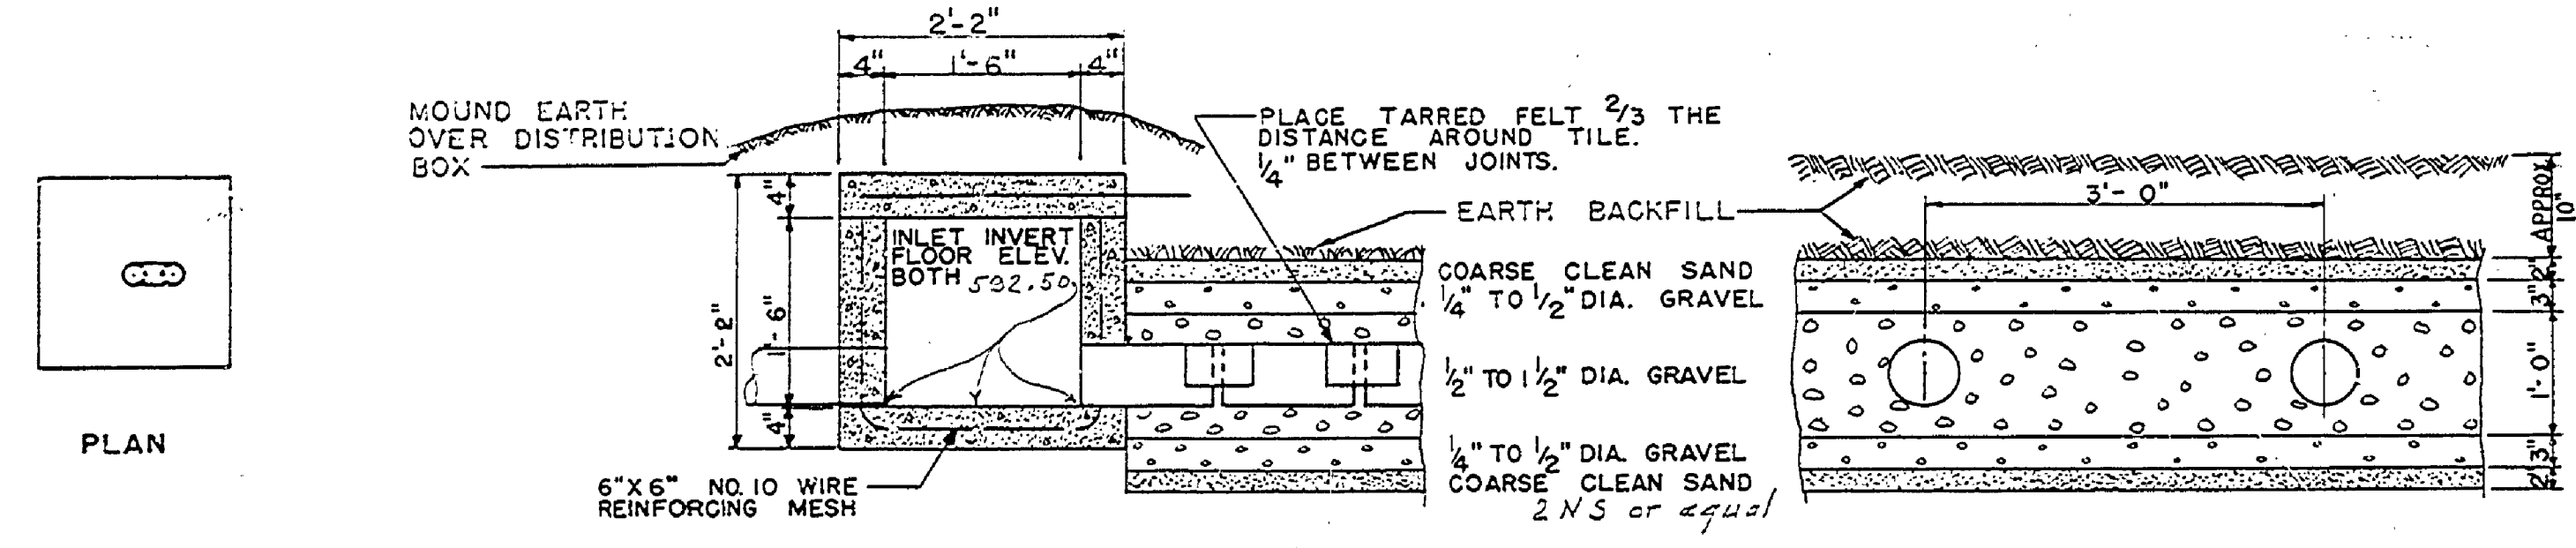 2'-2"
4" 1'-6" 4"
MOUND EARTH
OVER DISTRIBUTION
BOX
PLACE TARRED FELT 2/3 THE
DISTANCE AROUND TILE.
1/4" BETWEEN JOINTS.
4"
2'-2"
1'-6"
4"
INLET INVERT
FLOOR ELEV.
BOTH 592.50
EARTH BACKFILL
3'-0"
APPROX
10"
COARSE CLEAN SAND
1/4" TO 1/2" DIA. GRAVEL
1/2" TO 1 1/2" DIA. GRAVEL
1/4" TO 1/2" DIA. GRAVEL
COARSE CLEAN SAND
2 NS or equal
2"
3"
1'-0"
3"
2"
PLAN
6"X6" NO. 10 WIRE
REINFORCING MESH